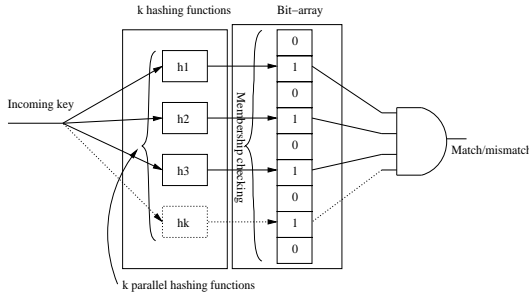 k hashing functions
Bit-array
Incoming key
h1
h2
h3
hk
Membership checking
0
1
0
1
0
1
0
1
0
Match/mismatch
k parallel hashing functions